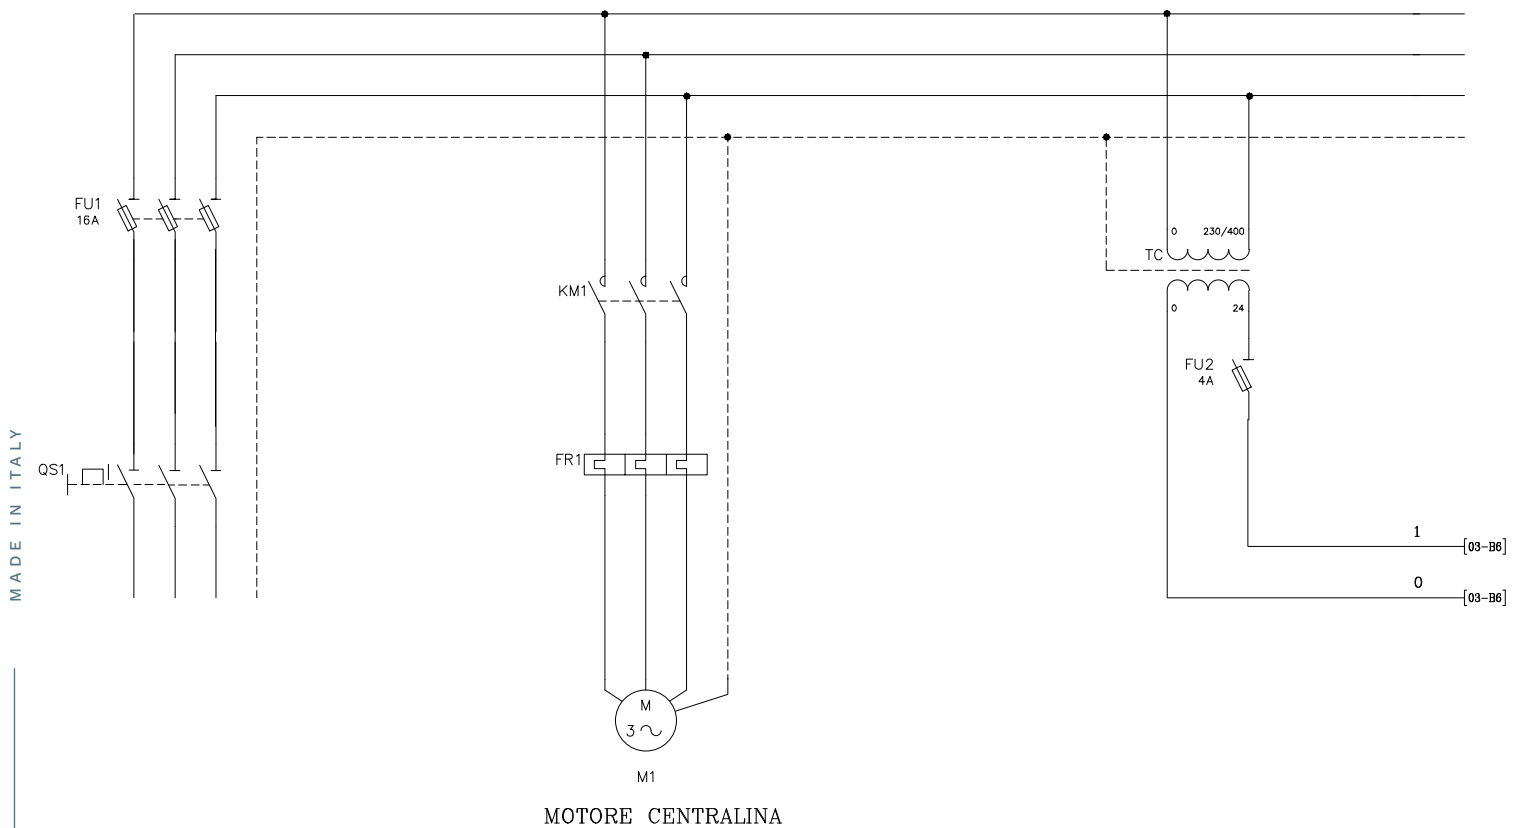 FU1
16A
0 230/400
TC
KM1
0 24
FU2
4A
FR1
QS1
1
[03-B6]
0
[03-B6]
M
3
M1
MOTORE CENTRALINA
MADE IN ITALY